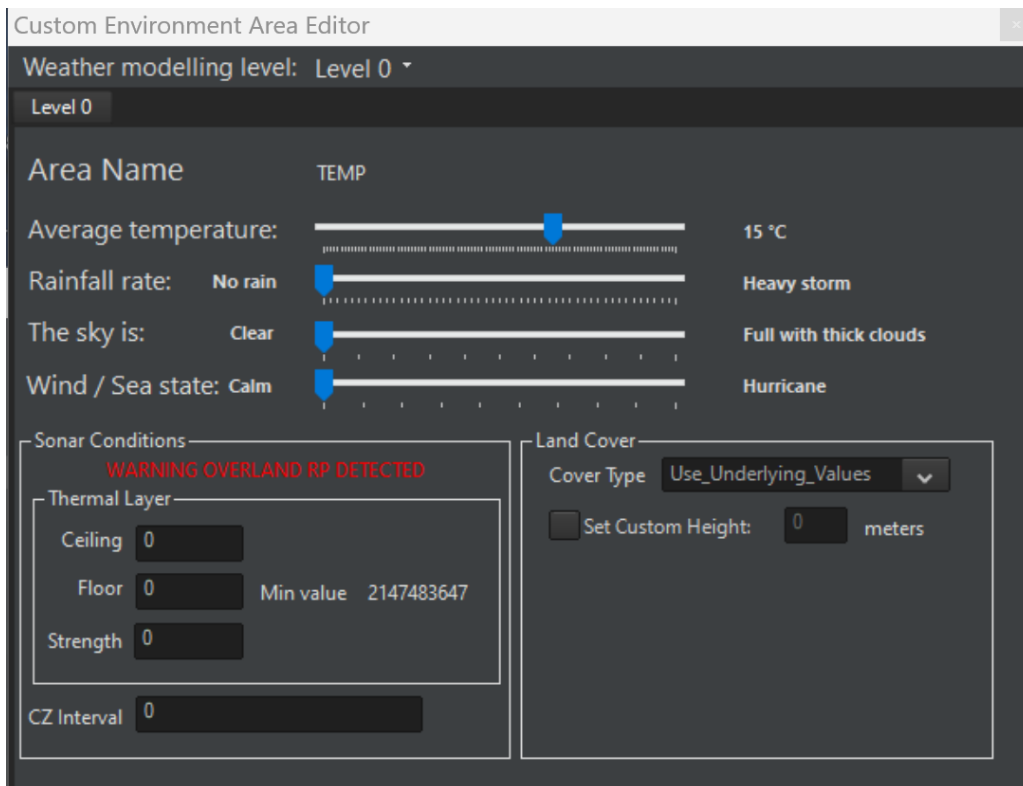 Custom Environment Area Editor
Weather modelling level: Level 0
Level 0
Area Name TEMP
Average temperature: 15 °C
Rainfall rate: No rain Heavy storm
The sky is: Clear Full with thick clouds
Wind / Sea state: Calm Hurricane
Sonar Conditions
WARNING OVERLAND RP DETECTED
Thermal Layer
Ceiling 0
Floor 0 Min value 2147483647
Strength 0
CZ Interval 0
Land Cover
Cover Type Use_Underlying_Values
Set Custom Height: 0 meters